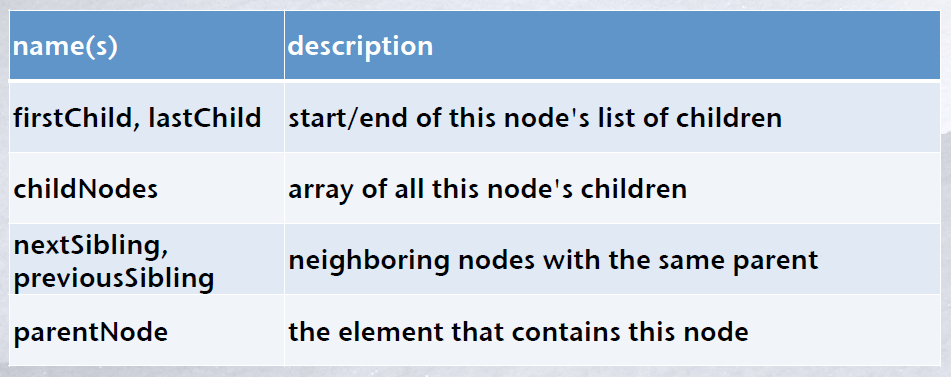 name(s) description
firstChild, lastChild start/end of this node's list of children
childNodes array of all this node's children
nextSibling,
previousSibling neighboring nodes with the same parent
parentNode the element that contains this node